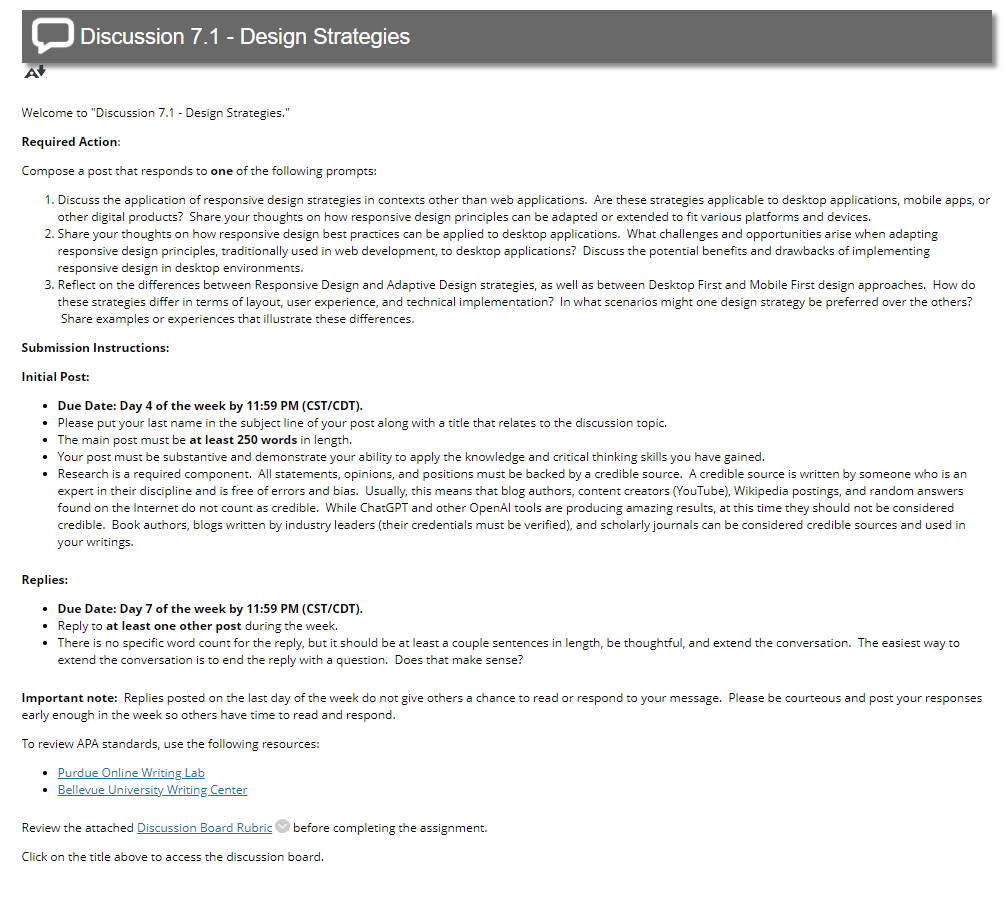 Discussion 7.1 - Design Strategies
A
Welcome to "Discussion 7.1 - Design Strategies."
Required Action:
Compose a post that responds to one of the following prompts:
1. Discuss the application of responsive design strategies in contexts other than web applications.  Are these strategies applicable to desktop applications, mobile apps, or
other digital products?  Share your thoughts on how responsive design principles can be adapted or extended to fit various platforms and devices.
2. Share your thoughts on how responsive design best practices can be applied to desktop applications.  What challenges and opportunities arise when adapting
responsive design principles, traditionally used in web development, to desktop applications?  Discuss the potential benefits and drawbacks of implementing
responsive design in desktop environments.
3. Reflect on the differences between Responsive Design and Adaptive Design strategies, as well as between Desktop First and Mobile First design approaches.  How do
these strategies differ in terms of layout, user experience, and technical implementation?  In what scenarios might one design strategy be preferred over the others?
Share examples or experiences that illustrate these differences.
Submission Instructions:
Initial Post:
• Due Date: Day 4 of the week by 11:59 PM (CST/CDT).
• Please put your last name in the subject line of your post along with a title that relates to the discussion topic.
• The main post must be at least 250 words in length.
• Your post must be substantive and demonstrate your ability to apply the knowledge and critical thinking skills you have gained.
• Research is a required component.  All statements, opinions, and positions must be backed by a credible source.  A credible source is written by someone who is an
expert in their discipline and is free of errors and bias.  Usually, this means that blog authors, content creators (YouTube), Wikipedia postings, and random answers
found on the Internet do not count as credible.  While ChatGPT and other OpenAI tools are producing amazing results, at this time they should not be considered
credible.  Book authors, blogs written by industry leaders (their credentials must be verified), and scholarly journals can be considered credible sources and used in
your writings.
Replies:
• Due Date: Day 7 of the week by 11:59 PM (CST/CDT).
• Reply to at least one other post during the week.
• There is no specific word count for the reply, but it should be at least a couple sentences in length, be thoughtful, and extend the conversation.  The easiest way to
extend the conversation is to end the reply with a question.  Does that make sense?
Important note:  Replies posted on the last day of the week do not give others a chance to read or respond to your message.  Please be courteous and post your responses
early enough in the week so others have time to read and respond.
To review APA standards, use the following resources:
• Purdue Online Writing Lab
• Bellevue University Writing Center
Review the attached Discussion Board Rubric before completing the assignment.
Click on the title above to access the discussion board.